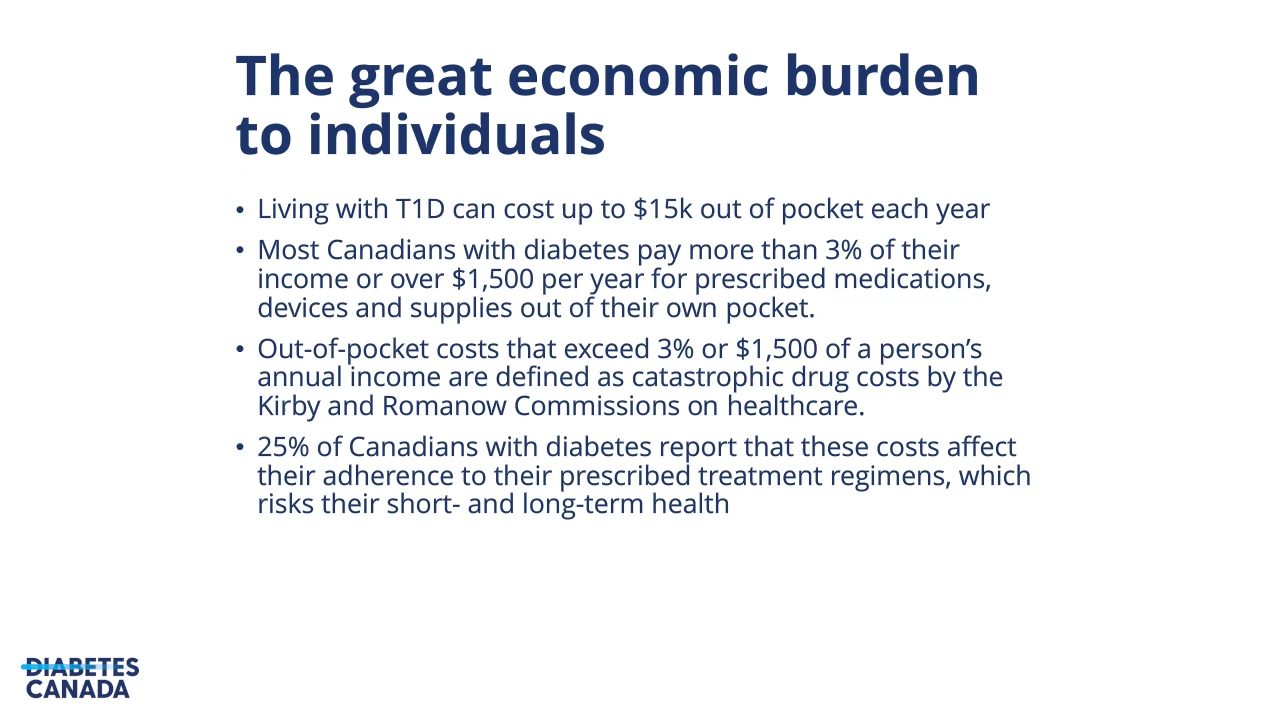 The great economic burden
to individuals
• Living with T1D can cost up to $15k out of pocket each year
• Most Canadians with diabetes pay more than 3% of their
income or over $1,500 per year for prescribed medications,
devices and supplies out of their own pocket.
• Out-of-pocket costs that exceed 3% or $1,500 of a person’s
annual income are defined as catastrophic drug costs by the
Kirby and Romanow Commissions on healthcare.
• 25% of Canadians with diabetes report that these costs affect
their adherence to their prescribed treatment regimens, which
risks their short- and long-term health
DIABETES
CANADA